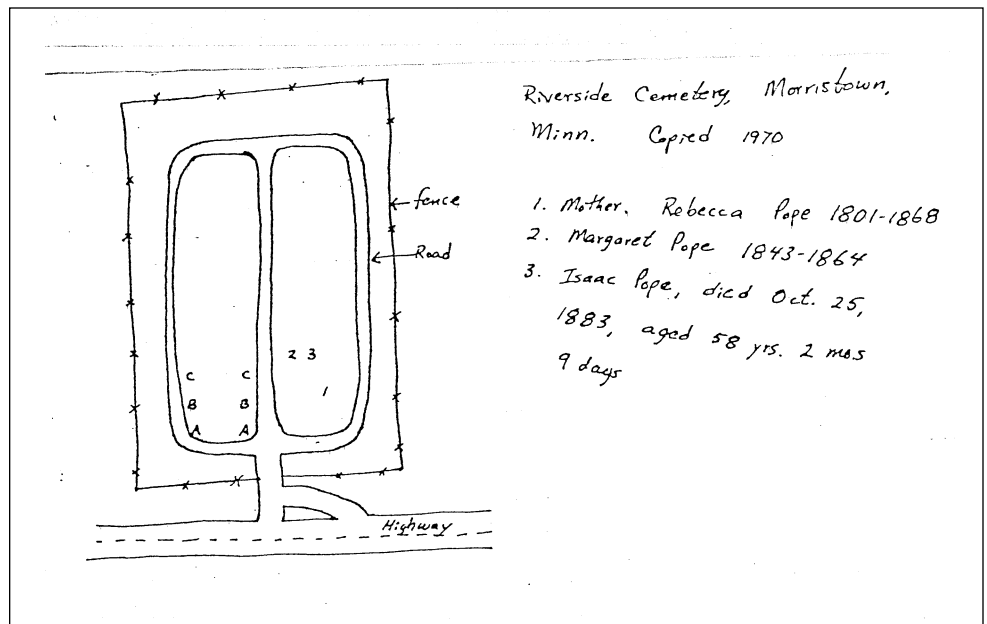 Riverside Cemetery, Morristown,
Minn. Copied 1970
1. Mother. Rebecca Pope 1801-1868
2. Margaret Pope 1843-1864
3. Isaac Pope, died Oct. 25,
1883, aged 58 yrs. 2 mos
9 days
fence
Road
2 3
1
C C
B B
A A
Highway